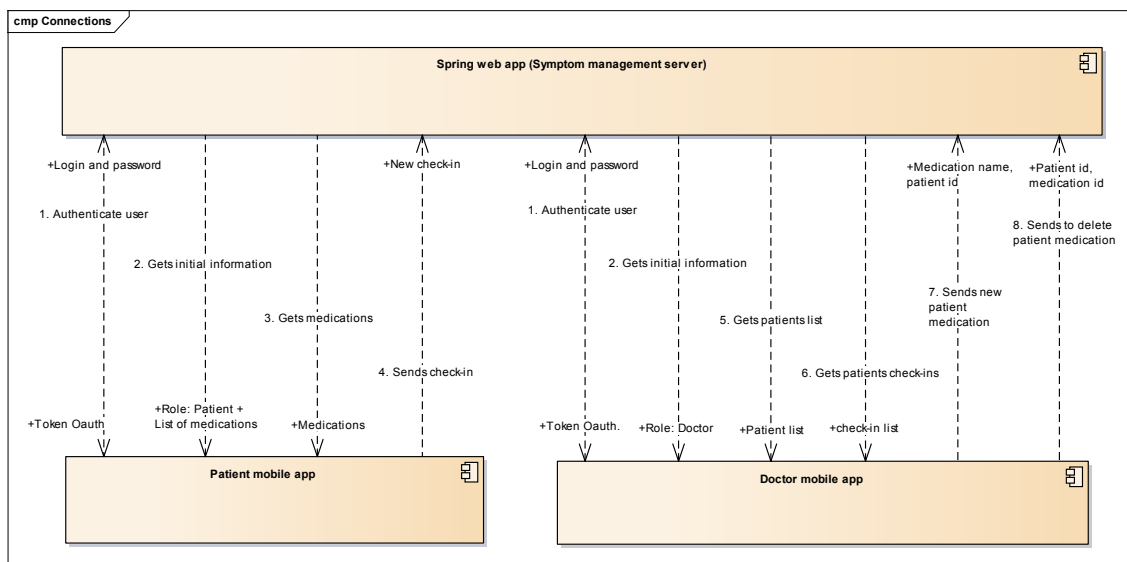 cmp Connections
Spring web app (Symptom management server)
+Login and password
+New check-in
+Login and password
+Medication name,
patient id
+Patient id,
medication id
1. Authenticate user
1. Authenticate user
8. Sends to delete
patient medication
2. Gets initial information
2. Gets initial information
7. Sends new
patient
medication
3. Gets medications
5. Gets patients list
4. Sends check-in
6. Gets patients check-ins
+Token Oauth
+Role: Patient +
List of medications
+Medications
+Token Oauth.
+Role: Doctor
+Patient list
+check-in list
Patient mobile app
Doctor mobile app